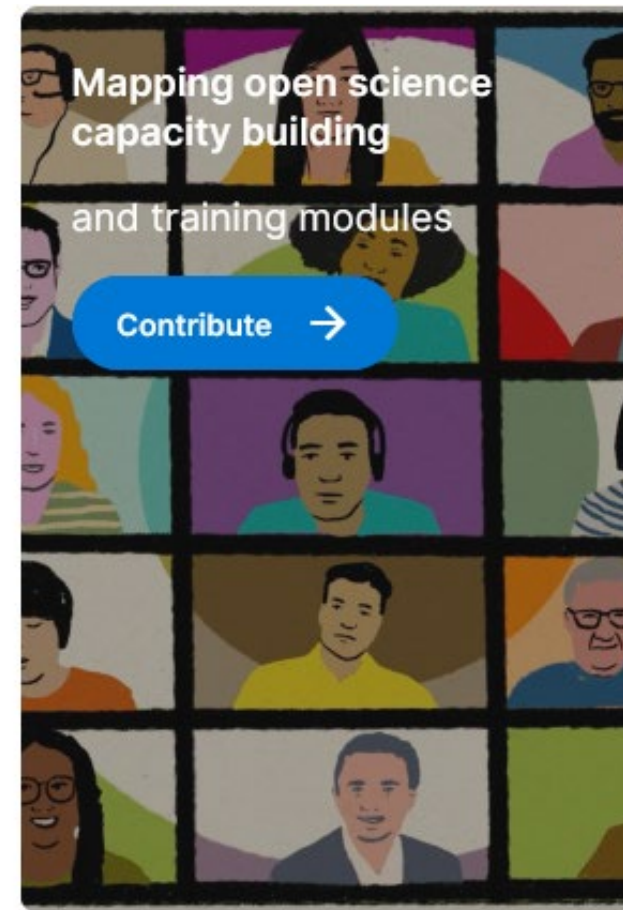 Mapping open science
capacity building
and training modules
Contribute